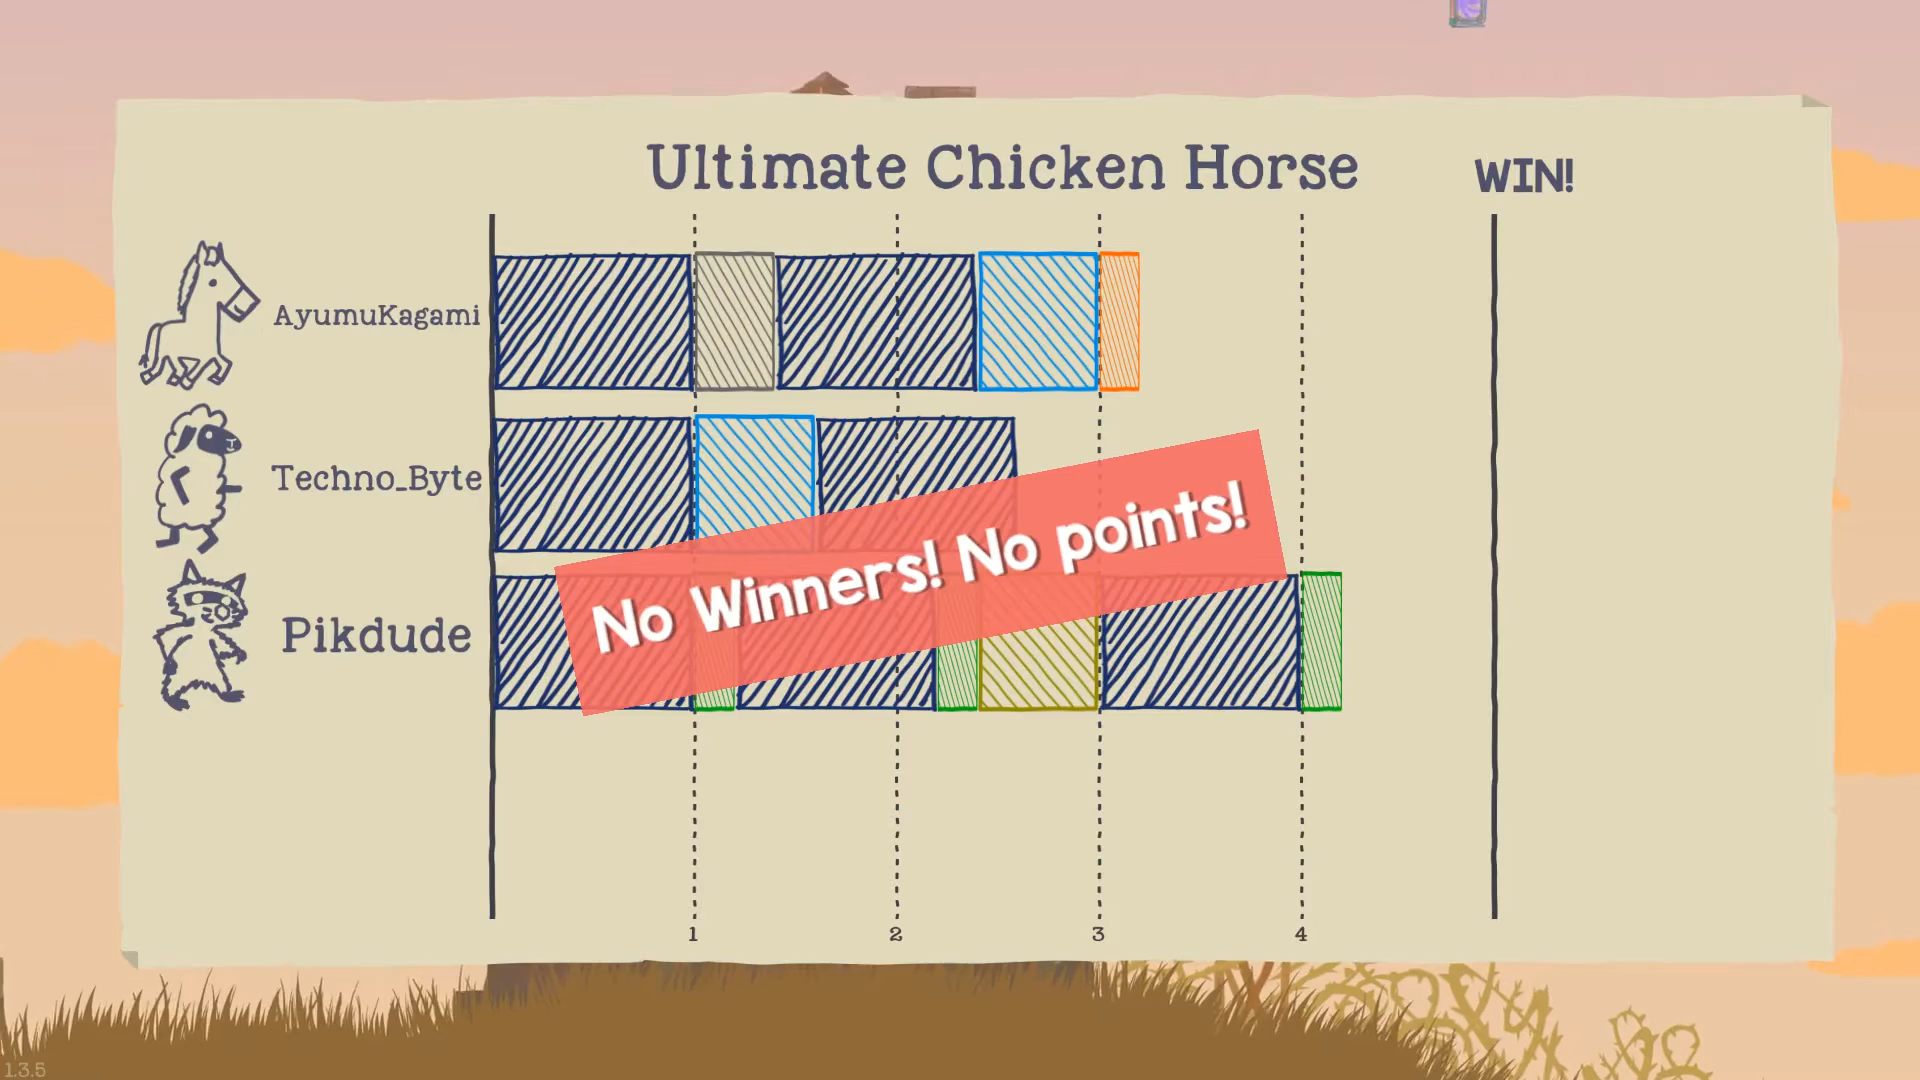 Ultimate Chicken Horse
WIN!
AyumuKagami
Techno_Byte
No Winners! No points!
Pikdude
1 2 3 4
1.3.5